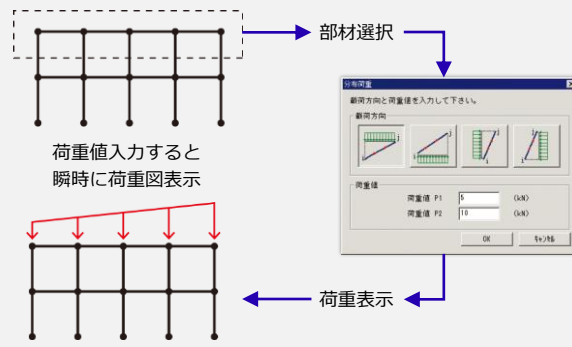 部材選択
分布荷重
載荷方向と荷重値を入力して下さい。
載荷方向
j
i
j
i
j
i
j
i
荷重値入力すると
瞬時に荷重図表示
荷重値
荷重値 P1 5 (kN)
荷重値 P2 10 (kN)
OK キャンセル
荷重表示